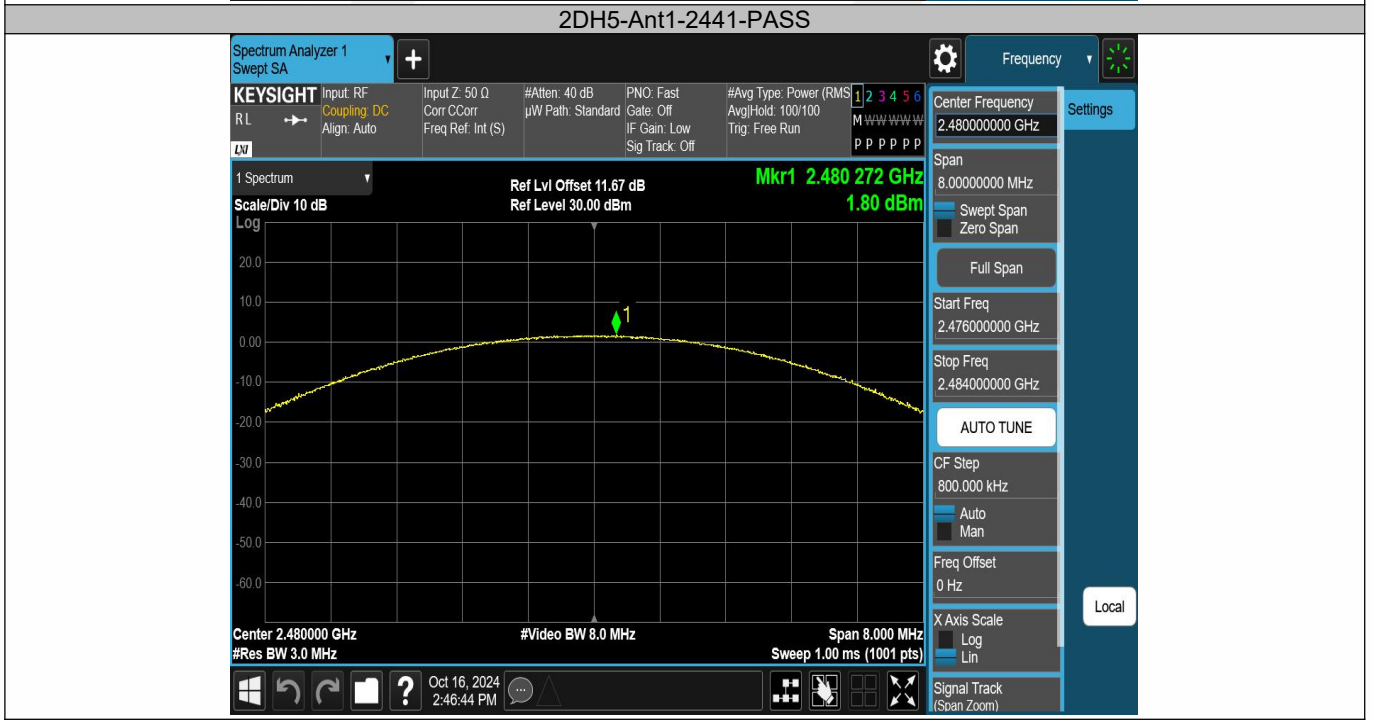 2DH5-Ant1-2441-PASS
Spectrum Analyzer 1
Swept SA
Frequency
KEYSIGHT
RL
LXI
Input: RF
Coupling: DC
Align: Auto
Input Z: 50 Ω
Corr CCorr
Freq Ref: Int (S)
#Atten: 40 dB
µW Path: Standard
PNO: Fast
Gate: Off
IF Gain: Low
Sig Track: Off
#Avg Type: Power (RMS
Avg|Hold: 100/100
Trig: Free Run
1 2 3 4 5 6
M W W W W W
P P P P P P
1 Spectrum
Scale/Div 10 dB
Ref Lvl Offset 11.67 dB
Ref Level 30.00 dBm
Mkr1 2.480 272 GHz
1.80 dBm
Log
20.0
10.0
0.00
-10.0
-20.0
-30.0
-40.0
-50.0
-60.0
1
Center 2.480000 GHz
#Res BW 3.0 MHz
#Video BW 8.0 MHz
Span 8.000 MHz
Sweep 1.00 ms (1001 pts)
Oct 16, 2024
2:46:44 PM
Center Frequency
2.480000000 GHz
Settings
Span
8.00000000 MHz
Swept Span
Zero Span
Full Span
Start Freq
2.476000000 GHz
Stop Freq
2.484000000 GHz
AUTO TUNE
CF Step
800.000 kHz
Auto
Man
Freq Offset
0 Hz
Local
X Axis Scale
Log
Lin
Signal Track
(Span Zoom)